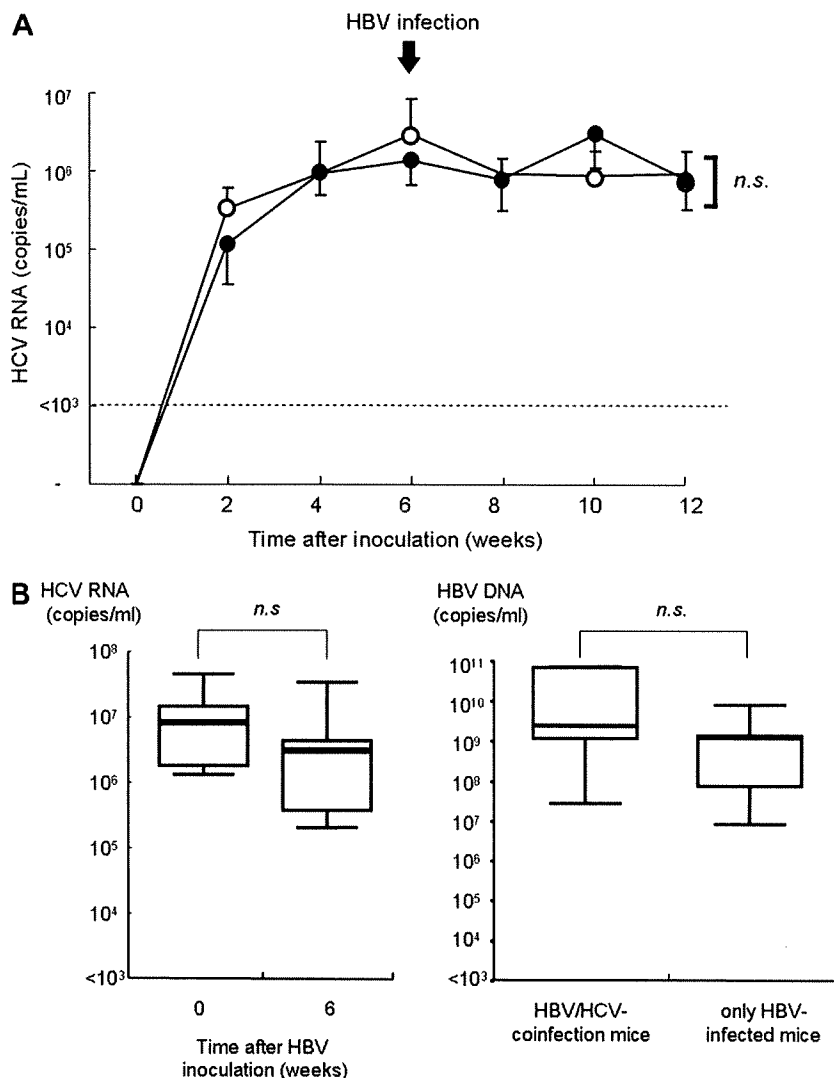 A
HBV infection
HCV RNA (copies/mL)
10⁷
10⁶
10⁵
10⁴
<10³
-
n.s.
0 2 4 6 8 10 12
Time after inoculation (weeks)
B
HCV RNA
(copies/ml)
n.s
10⁸
10⁷
10⁶
10⁵
10⁴
<10³
0 6
Time after HBV
inoculation (weeks)
HBV DNA
(copies/ml)
n.s.
10¹¹
10¹⁰
10⁹
10⁸
10⁷
10⁶
10⁵
10⁴
<10³
HBV/HCV-
coinfection mice
only HBV-
infected mice